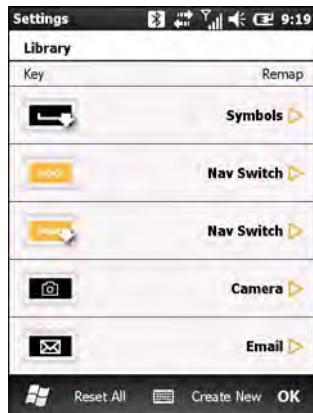 Settings 9:19
Library
Key Remap
Symbols
Nav Switch
Nav Switch
Camera
Email
Reset All Create New OK